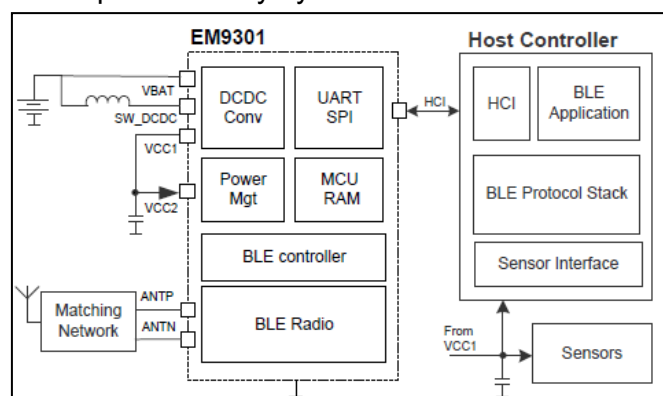 EM9301
Host Controller
VBAT
SW_DCDC
VCC1
VCC2
DCDC
Conv
UART
SPI
Power
Mgt
MCU
RAM
BLE controller
BLE Radio
HCI
HCI
BLE
Application
BLE Protocol Stack
Sensor Interface
Matching
Network
ANTP
ANTN
From
VCC1
Sensors